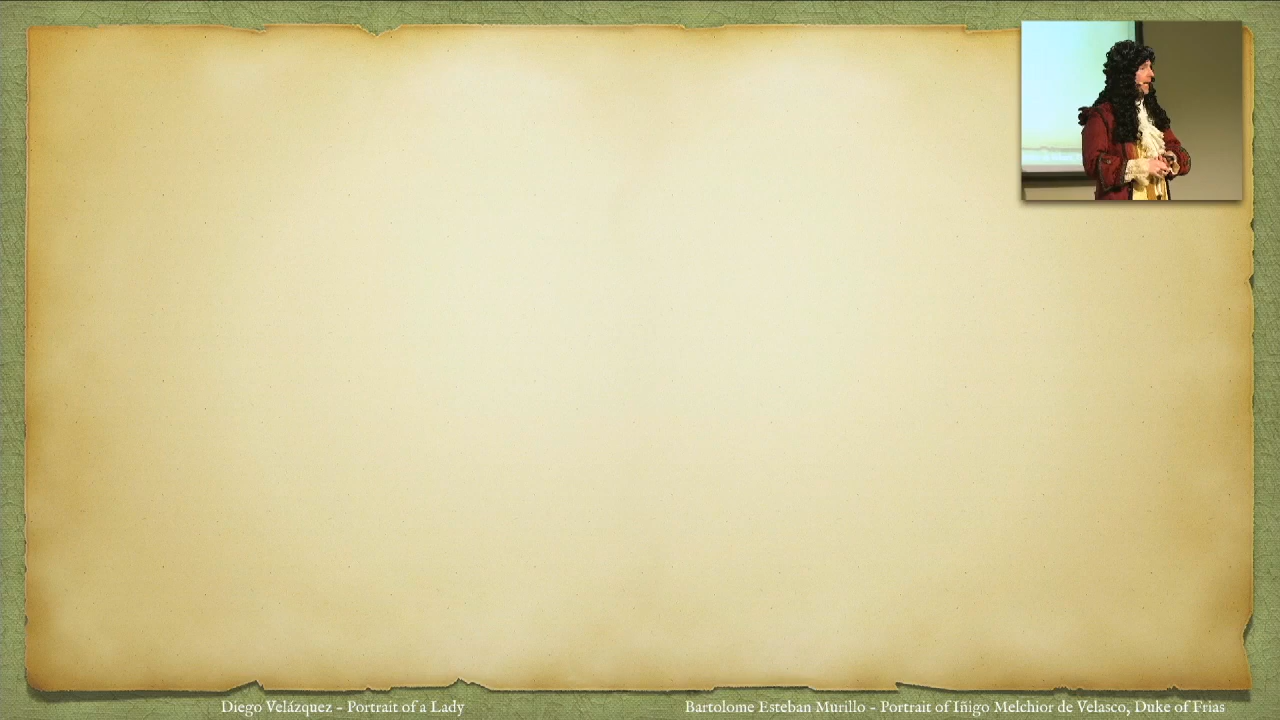 Diego Velázquez - Portrait of a Lady
Bartolome Esteban Murillo - Portrait of Iñigo Melchior de Velasco, Duke of Frias